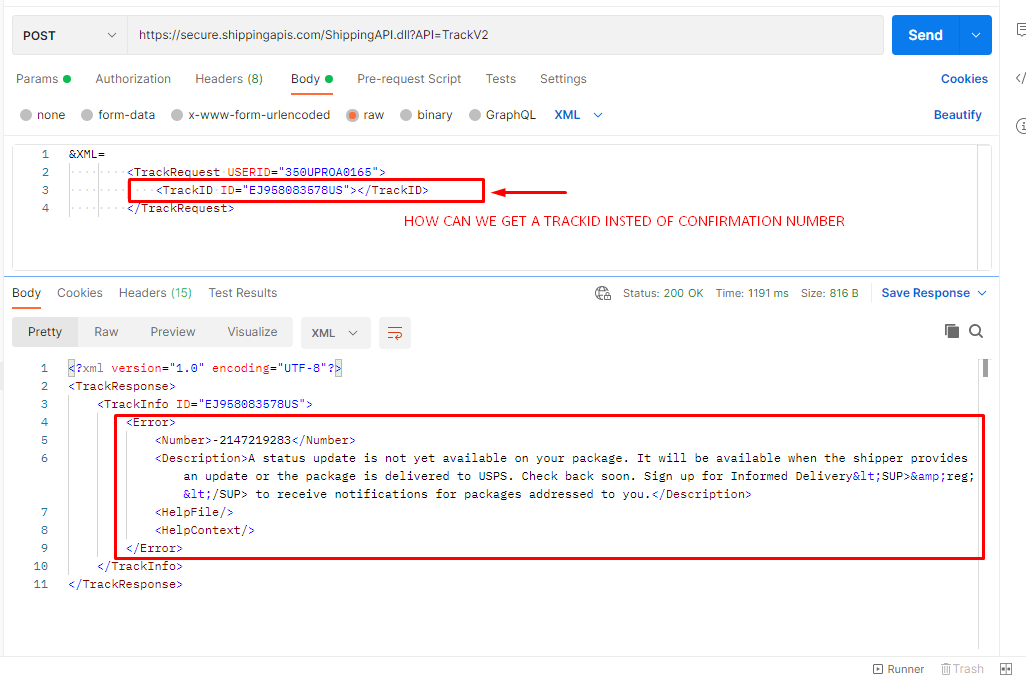 POST https://secure.shippingapis.com/ShippingAPI.dll?API=TrackV2 Send
Params Authorization Headers (8) Body Pre-request Script Tests Settings Cookies
none form-data x-www-form-urlencoded raw binary GraphQL XML Beautify
1 &XML=
2 <TrackRequest USERID="350UPROA0165">
3 <TrackID ID="EJ958083578US"></TrackID>
4 </TrackRequest>
HOW CAN WE GET A TRACKID INSTED OF CONFIRMATION NUMBER
Body Cookies Headers (15) Test Results Status: 200 OK Time: 1191 ms Size: 816 B Save Response
Pretty Raw Preview Visualize XML
1 <?xml version="1.0" encoding="UTF-8"?>
2 <TrackResponse>
3 <TrackInfo ID="EJ958083578US">
4 <Error>
5 <Number>-2147219283</Number>
6 <Description>A status update is not yet available on your package. It will be available when the shipper provides
an update or the package is delivered to USPS. Check back soon. Sign up for Informed Delivery&lt;SUP>&amp;reg;
&lt;/SUP> to receive notifications for packages addressed to you.</Description>
7 <HelpFile/>
8 <HelpContext/>
9 </Error>
10 </TrackInfo>
11 </TrackResponse>
Runner Trash